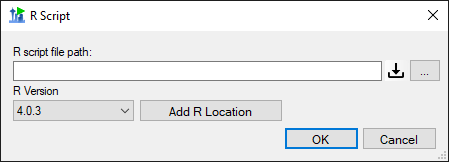 R Script
R script file path:
...
R Version
4.0.3 Add R Location
OK Cancel